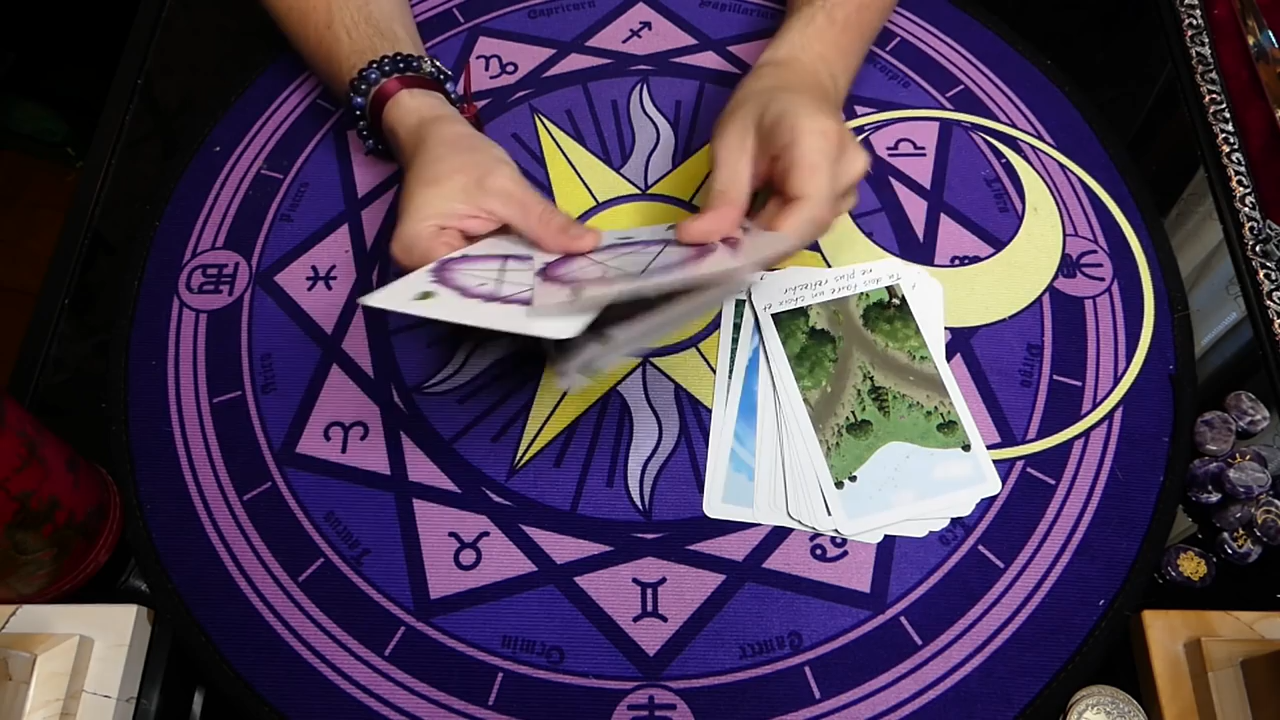 Capricorn
Sagittarius
Scorpio
Pisces
Libra
Aries
Virgo
Taurus
Leo
Gemini
Cancer
Tu dois faire un choix et
ne plus réfléchir